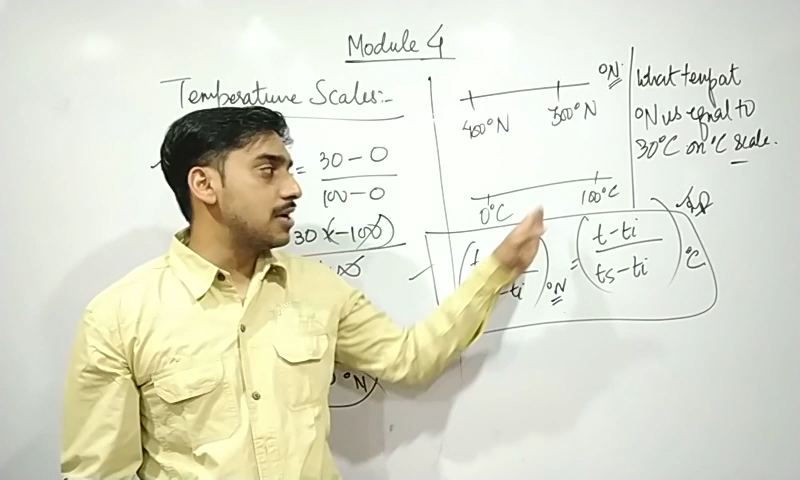 Module 4
Temperature Scales:-
= 30 - 0
100 - 0
30 (-100)
°N
°N
400°N 300°N
0°C 100°C
What temp at
°N is equal to
30°C on °C Scale.
-ti °N = ( t - ti
ts - ti ) °C